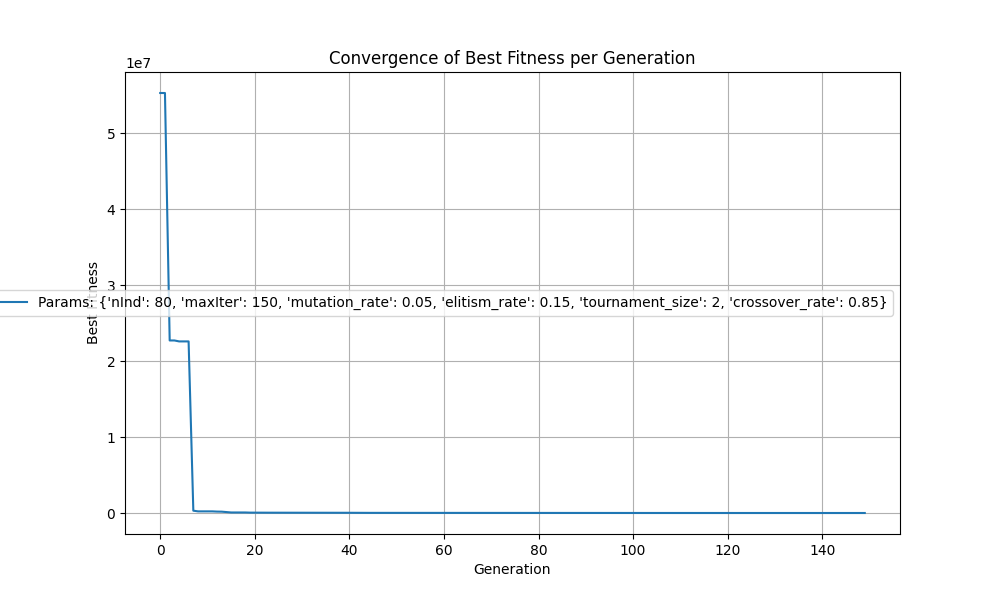 Convergence of Best Fitness per Generation
1e7
5
4
3
2
1
0
Best Fitness
Params: {'nInd': 80, 'maxIter': 150, 'mutation_rate': 0.05, 'elitism_rate': 0.15, 'tournament_size': 2, 'crossover_rate': 0.85}
0 20 40 60 80 100 120 140
Generation